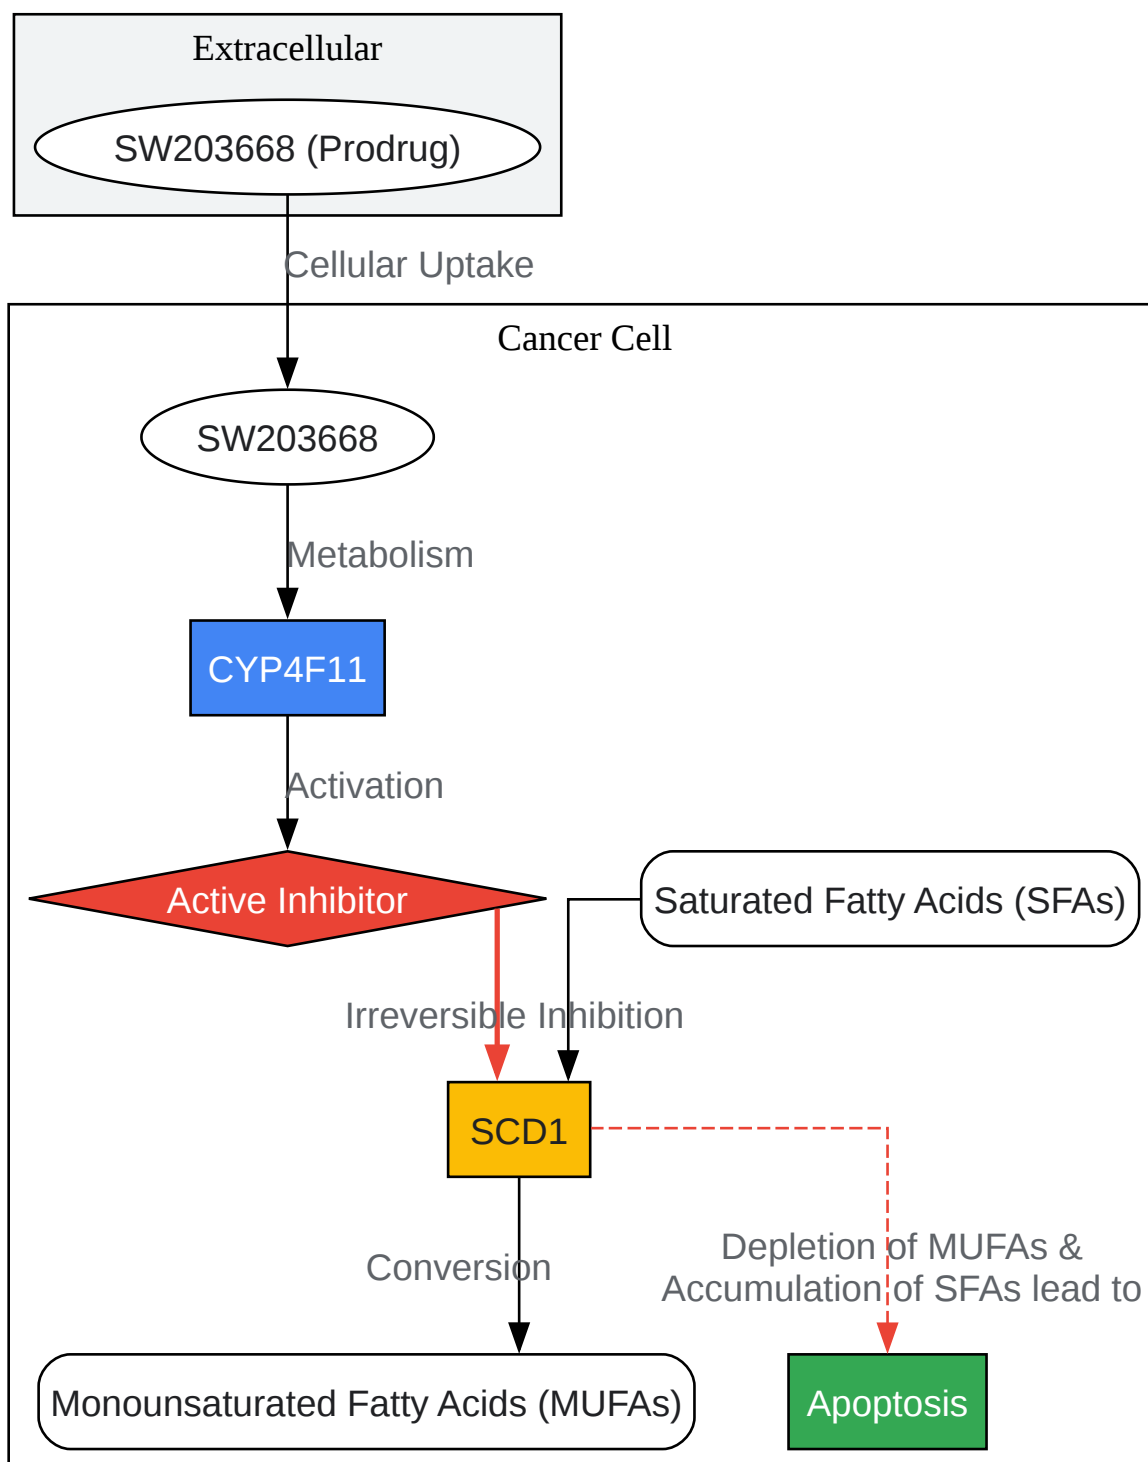 Extracellular
SW203668 (Prodrug)
Cellular Uptake
Cancer Cell
SW203668
Metabolism
CYP4F11
Activation
Active Inhibitor
Saturated Fatty Acids (SFAs)
Irreversible Inhibition
SCD1
Conversion
Depletion of MUFAs &
Accumulation of SFAs lead to
Monounsaturated Fatty Acids (MUFAs)
Apoptosis